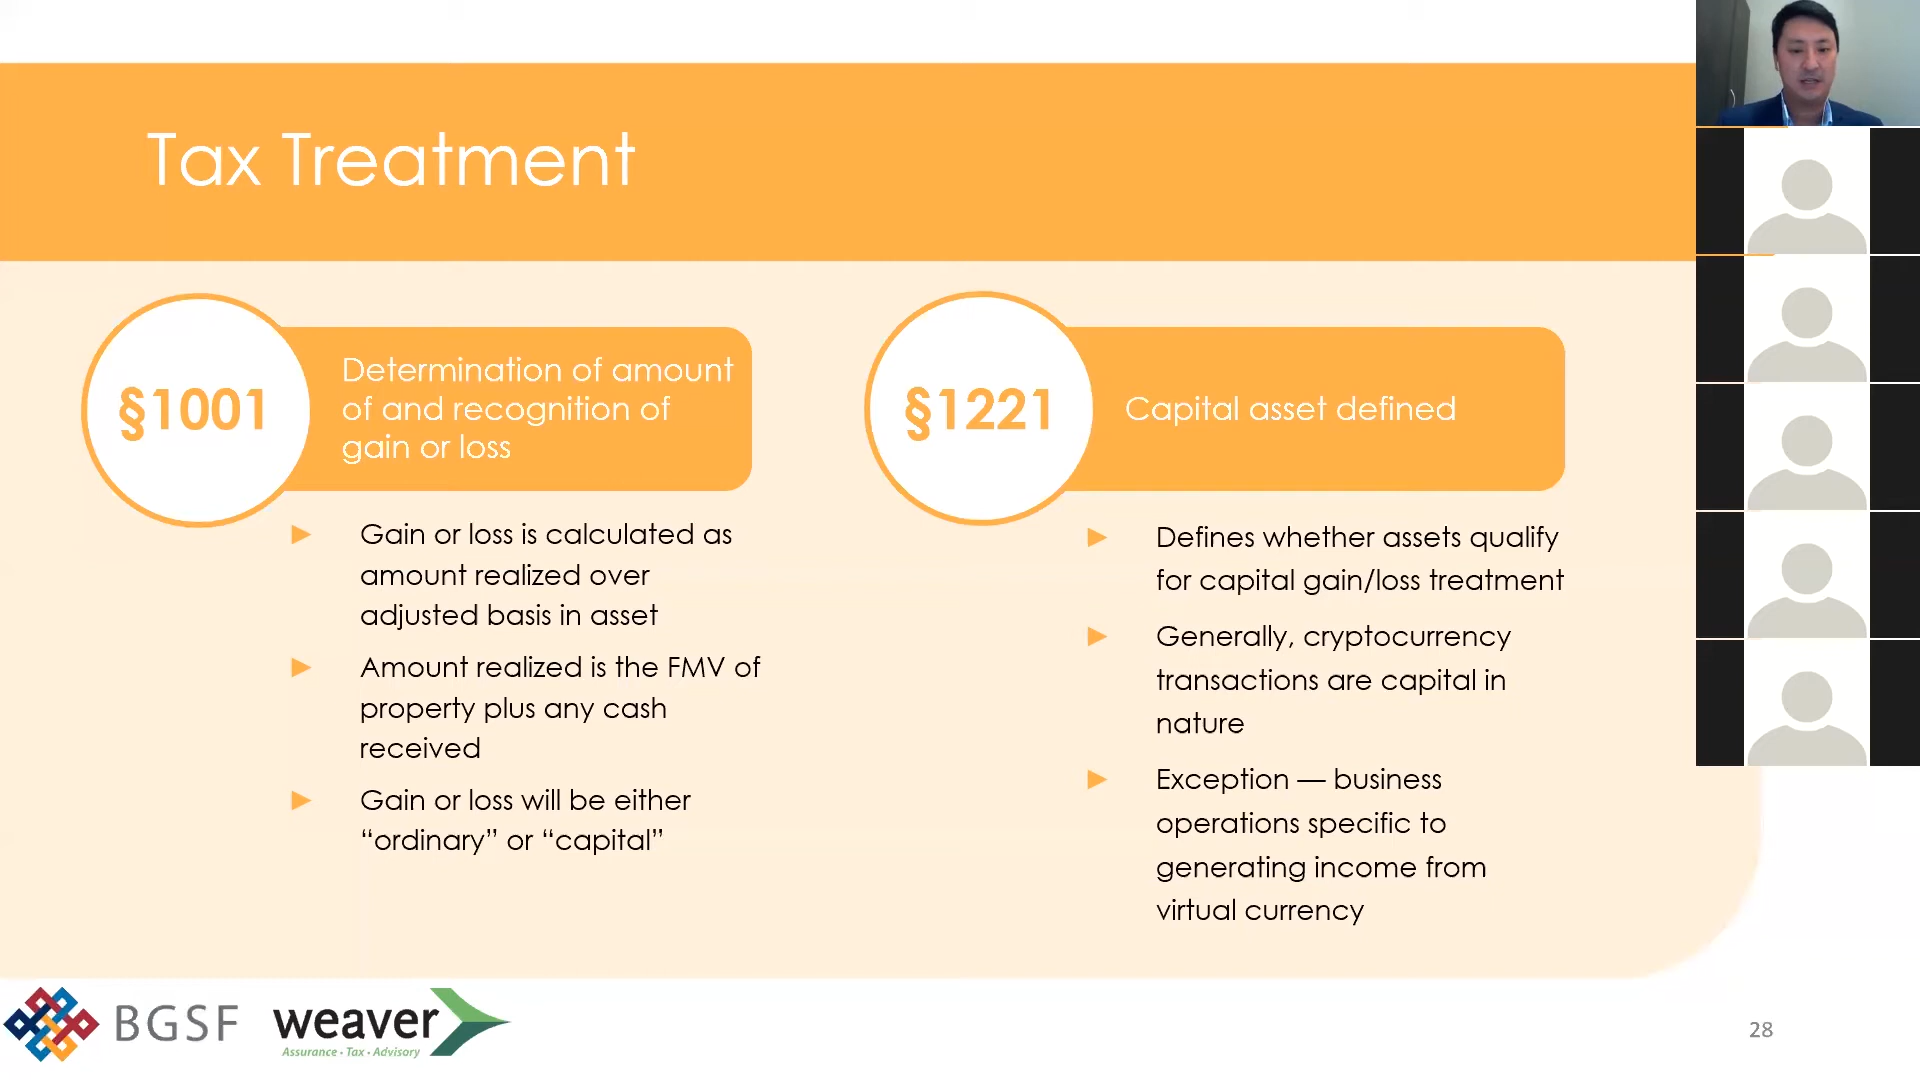 Tax Treatment
§1001
Determination of amount
of and recognition of
gain or loss
Gain or loss is calculated as
amount realized over
adjusted basis in asset
Amount realized is the FMV of
property plus any cash
received
Gain or loss will be either
“ordinary” or “capital”
§1221
Capital asset defined
Defines whether assets qualify
for capital gain/loss treatment
Generally, cryptocurrency
transactions are capital in
nature
Exception — business
operations specific to
generating income from
virtual currency
BGSF
weaver
Assurance • Tax • Advisory
28